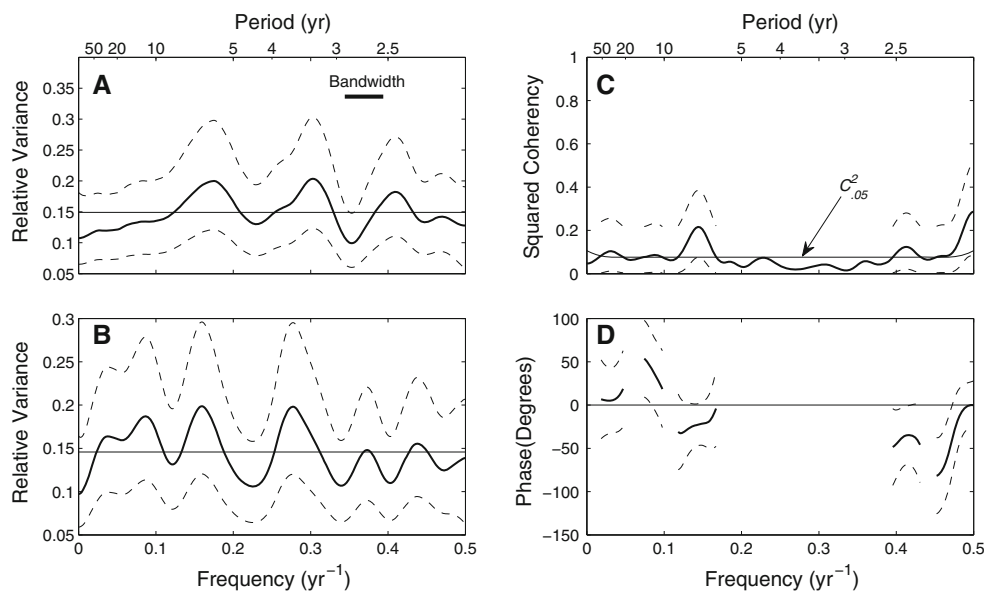 Period (yr)
50 20 10 5 4 3 2.5
A
Bandwidth
Relative Variance
0.35
0.3
0.25
0.2
0.15
0.1
0.05
B
Relative Variance
0.3
0.25
0.2
0.15
0.1
0.05
0 0.1 0.2 0.3 0.4 0.5
Frequency (yr⁻¹)
Period (yr)
50 20 10 5 4 3 2.5
C
Squared Coherency
1
0.8
0.6
0.4
0.2
0
C².05
D
Phase(Degrees)
100
50
0
−50
−100
−150
0 0.1 0.2 0.3 0.4 0.5
Frequency (yr⁻¹)